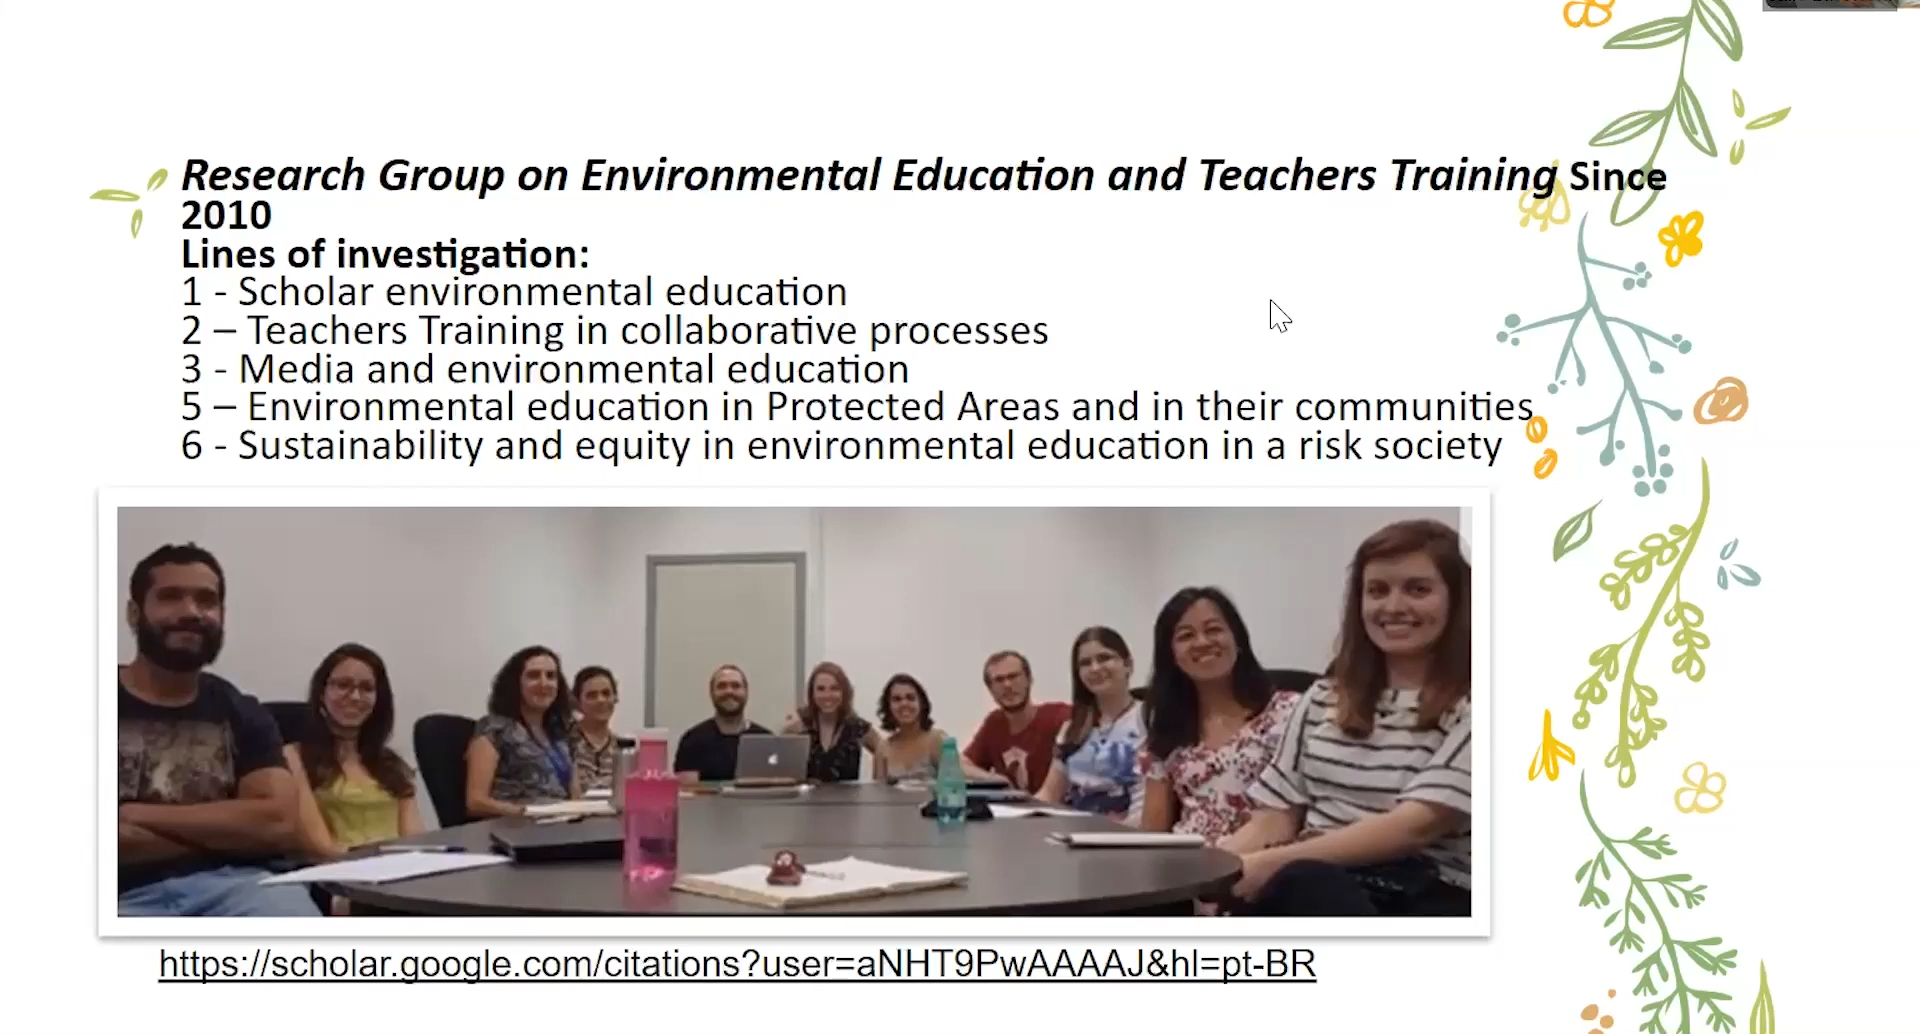 Research Group on Environmental Education and Teachers Training Since
2010
Lines of investigation:
1 - Scholar environmental education
2 – Teachers Training in collaborative processes
3 - Media and environmental education
5 – Environmental education in Protected Areas and in their communities
6 - Sustainability and equity in environmental education in a risk society
https://scholar.google.com/citations?user=aNHT9PwAAAAJ&hl=pt-BR